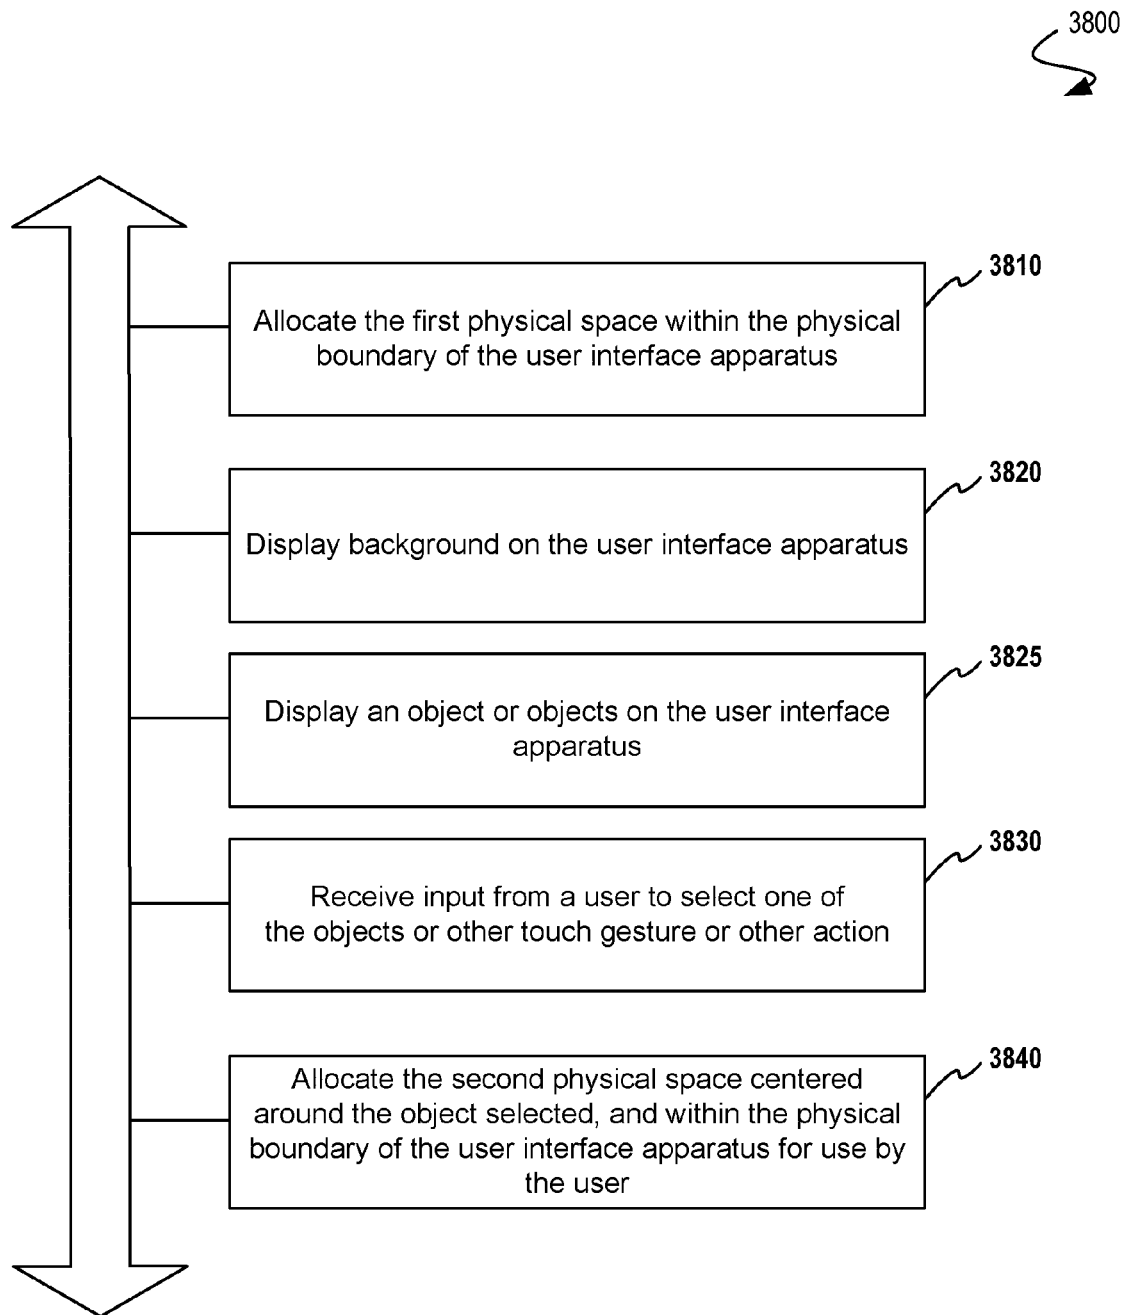 3800
3810
Allocate the first physical space within the physical
boundary of the user interface apparatus
3820
Display background on the user interface apparatus
3825
Display an object or objects on the user interface
apparatus
3830
Receive input from a user to select one of
the objects or other touch gesture or other action
3840
Allocate the second physical space centered
around the object selected, and within the physical
boundary of the user interface apparatus for use by
the user